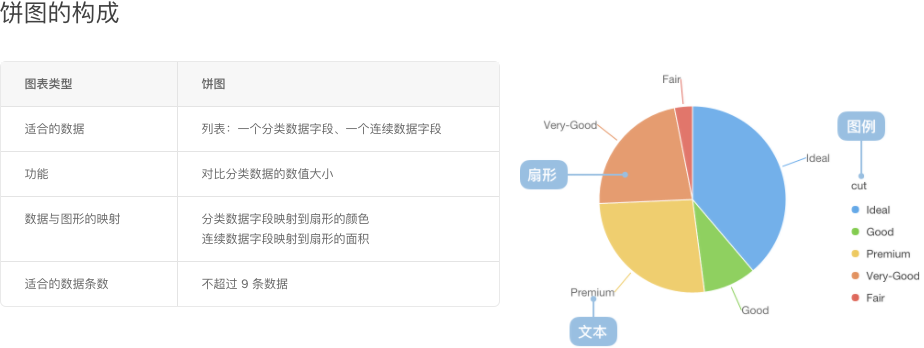 饼图的构成
图表类型 饼图
适合的数据 列表：一个分类数据字段、一个连续数据字段
功能 对比分类数据的数值大小
数据与图形的映射 分类数据字段映射到扇形的颜色
连续数据字段映射到扇形的面积
适合的数据条数 不超过 9 条数据
Fair
Very-Good
图例
Ideal
扇形
cut
Ideal
Good
Premium
Very-Good
Fair
Premium
Good
文本